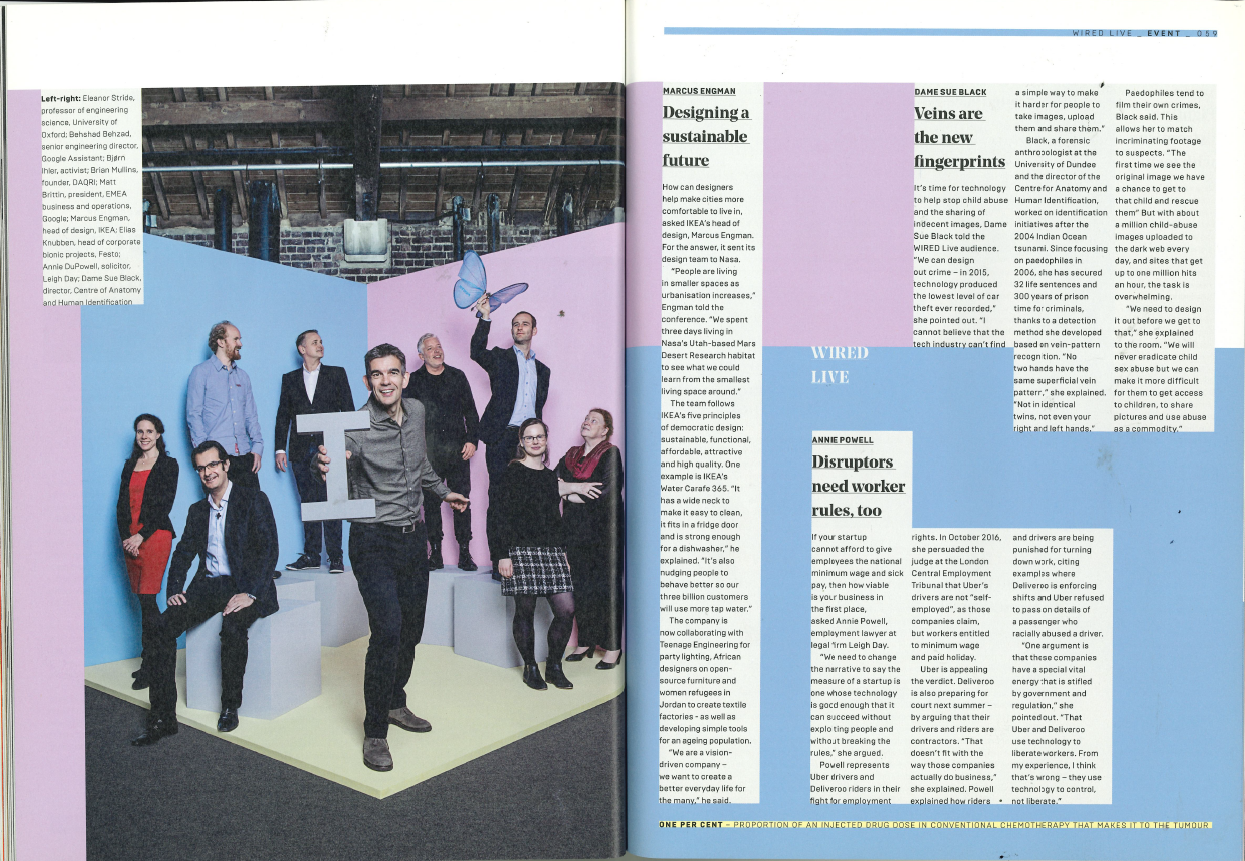 Left-right: Eleanor Stride,
professor of engineering
science, University of
Oxford; Behshad Behzad,
senior engineering director,
Google Assistant; Bjørn
Ihler, activist; Brian Mullins,
founder, DAQRI; Matt
Brittin, president, EMEA
business and operations,
Google; Marcus Engman,
head of design, IKEA; Elias
Knubben, head of corporate
bionic projects, Festo;
Annie DuPowell, solicitor,
Leigh Day; Dame Sue Black,
director, Centre of Anatomy
and Human Identification
I
WIRED LIVE _ EVENT _ 059
MARCUS ENGMAN
Designing a
sustainable
future
How can designers
help make cities more
comfortable to live in,
asked IKEA's head of
design, Marcus Engman.
For the answer, it sent its
design team to Nasa.
"People are living
in smaller spaces as
urbanisation increases,"
Engman told the
conference. "We spent
three days living in
Nasa's Utah-based Mars
Desert Research habitat
to see what we could
learn from the smallest
living space around."
The team follows
IKEA's five principles
of democratic design:
sustainable, functional,
affordable, attractive
and high quality. One
example is IKEA's
Water Carafe 365. "It
has a wide neck to
make it easy to clean,
it fits in a fridge door
and is strong enough
for a dishwasher," he
explained. "It's also
nudging people to
behave better so our
three billion customers
will use more tap water."
The company is
now collaborating with
Teenage Engineering for
party lighting, African
designers on open-
source furniture and
women refugees in
Jordan to create textile
factories - as well as
developing simple tools
for an ageing population.
"We are a vision-
driven company –
we want to create a
better everyday life for
the many," he said.
DAME SUE BLACK
Veins are
the new
fingerprints
It's time for technology
to help stop child abuse
and the sharing of
indecent images, Dame
Sue Black told the
WIRED Live audience.
"We can design
out crime – in 2015,
technology produced
the lowest level of car
theft ever recorded,"
she pointed out. "I
cannot believe that the
tech industry can't find
a simple way to make
it harder for people to
take images, upload
them and share them."
Black, a forensic
anthropologist at the
University of Dundee
and the director of the
Centre for Anatomy and
Human Identification,
worked on identification
initiatives after the
2004 Indian Ocean
tsunami. Since focusing
on paedophiles in
2006, she has secured
32 life sentences and
300 years of prison
time for criminals,
thanks to a detection
method she developed
based on vein-pattern
recognition. "No
two hands have the
same superficial vein
pattern," she explained.
"Not in identical
twins, not even your
right and left hands."
Paedophiles tend to
film their own crimes,
Black said. This
allows her to match
incriminating footage
to suspects. "The
first time we see the
original image we have
a chance to get to
that child and rescue
them" But with about
a million child-abuse
images uploaded to
the dark web every
day, and sites that get
up to one million hits
an hour, the task is
overwhelming.
"We need to design
it out before we get to
that," she explained
to the room. "We will
never eradicate child
sex abuse but we can
make it more difficult
for them to get access
to children, to share
pictures and use abuse
as a commodity."
WIRED
LIVE
ANNIE POWELL
Disruptors
need worker
rules, too
If your startup
cannot afford to give
employees the national
minimum wage and sick
pay, then how viable
is your business in
the first place,
asked Annie Powell,
employment lawyer at
legal firm Leigh Day.
"We need to change
the narrative to say the
measure of a startup is
one whose technology
is good enough that it
can succeed without
exploiting people and
without breaking the
rules," she argued.
Powell represents
Uber drivers and
Deliveroo riders in their
fight for employment
rights. In October 2016,
she persuaded the
judge at the London
Central Employment
Tribunal that Uber's
drivers are not "self-
employed", as those
companies claim,
but workers entitled
to minimum wage
and paid holiday.
Uber is appealing
the verdict. Deliveroo
is also preparing for
court next summer –
by arguing that their
drivers and riders are
contractors. "That
doesn't fit with the
way those companies
actually do business,"
she explained. Powell
explained how riders
and drivers are being
punished for turning
down work, citing
examples where
Deliveroo is enforcing
shifts and Uber refused
to pass on details of
a passenger who
racially abused a driver.
"One argument is
that these companies
have a special vital
energy that is stifled
by government and
regulation," she
pointed out. "That
Uber and Deliveroo
use technology to
liberate workers. From
my experience, I think
that's wrong – they use
technology to control,
not liberate."
ONE PER CENT – PROPORTION OF AN INJECTED DRUG DOSE IN CONVENTIONAL CHEMOTHERAPY THAT MAKES IT TO THE TUMOUR